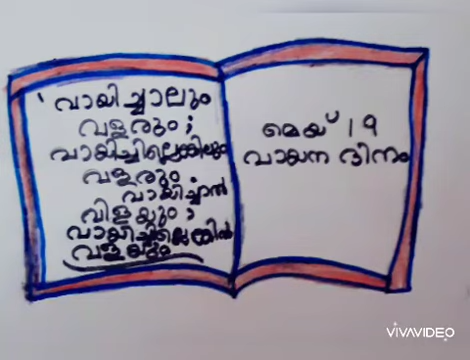 ' വായിച്ചാലും
വളരും ;
വായിച്ചില്ലെങ്കിലും
വളരും
വായിച്ചാൽ
വിളയും ;
വായിച്ചില്ലെങ്കിൽ
വളയും
മെയ് 19
വായന ദിനം
VIVAVIDEO